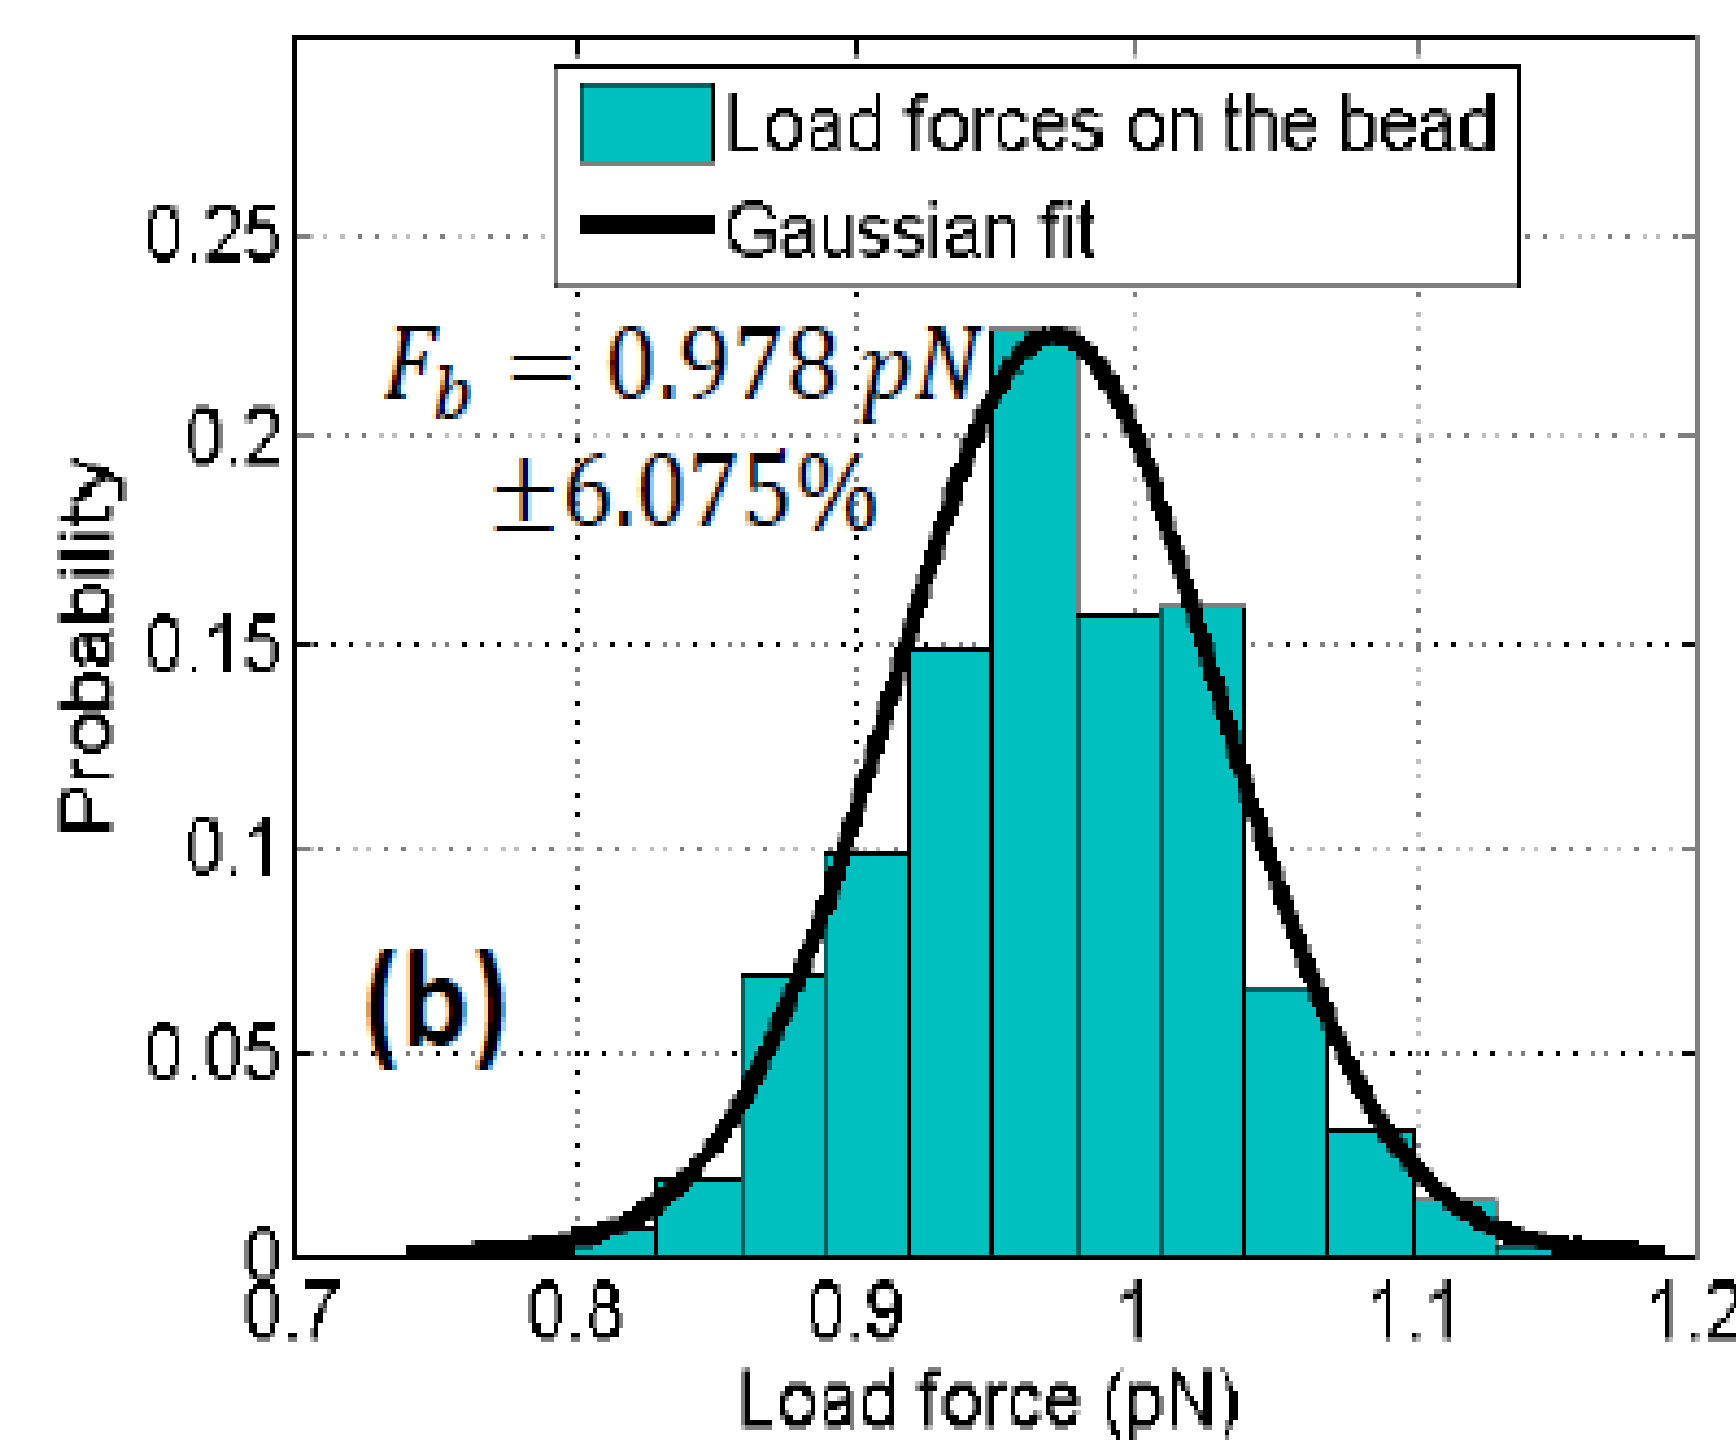 Load forces on the bead
Gaussian fit
0.25
F_b = 0.978 pN
±6.075%
0.2
0.15
0.1
(b)
0.05
0
0.7 0.8 0.9 1 1.1 1.2
Probability
Load force (pN)